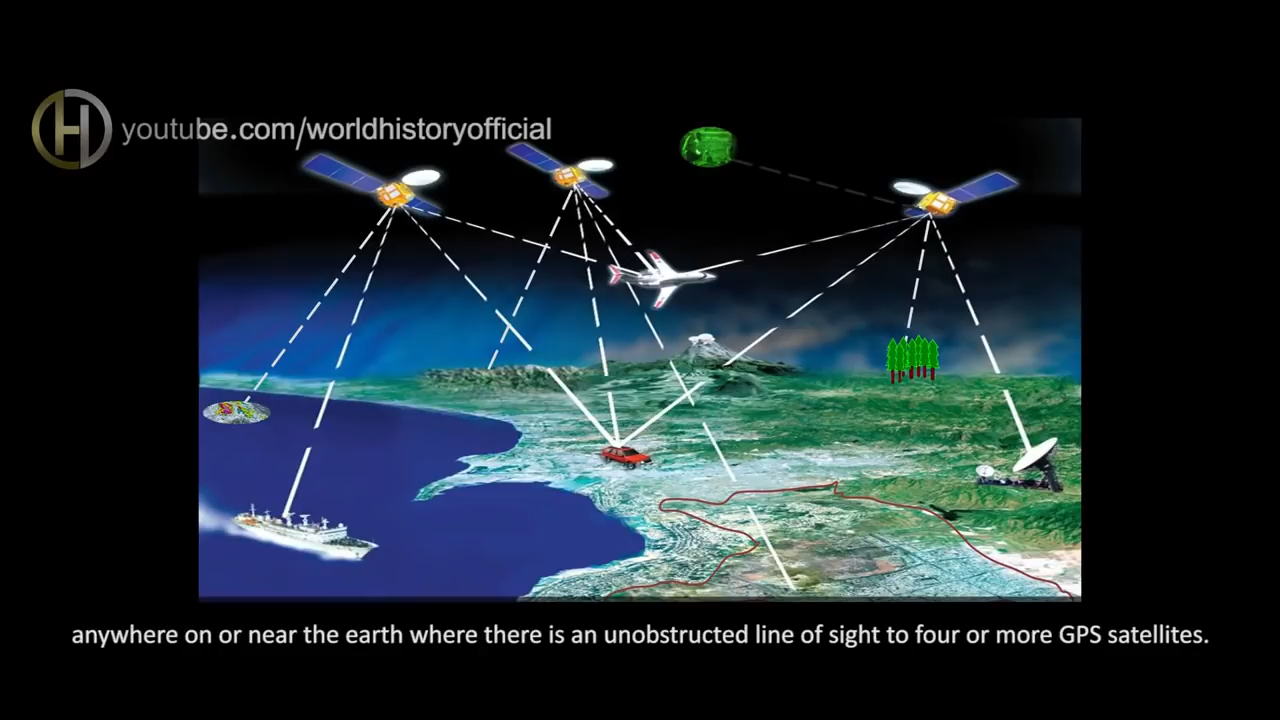 youtube.com/worldhistoryofficial
anywhere on or near the earth where there is an unobstructed line of sight to four or more GPS satellites.